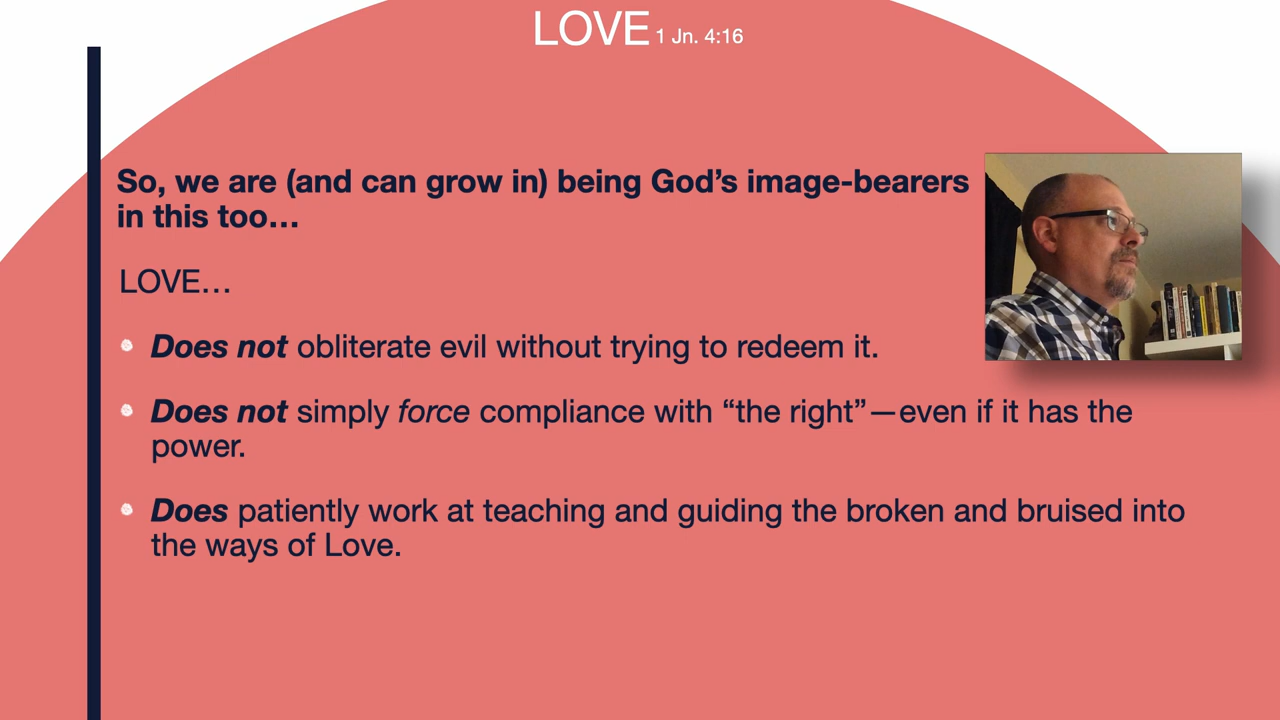 LOVE 1 Jn. 4:16
So, we are (and can grow in) being God’s image-bearers
in this too…
LOVE…
• Does not obliterate evil without trying to redeem it.
• Does not simply force compliance with “the right”—even if it has the
power.
• Does patiently work at teaching and guiding the broken and bruised into
the ways of Love.